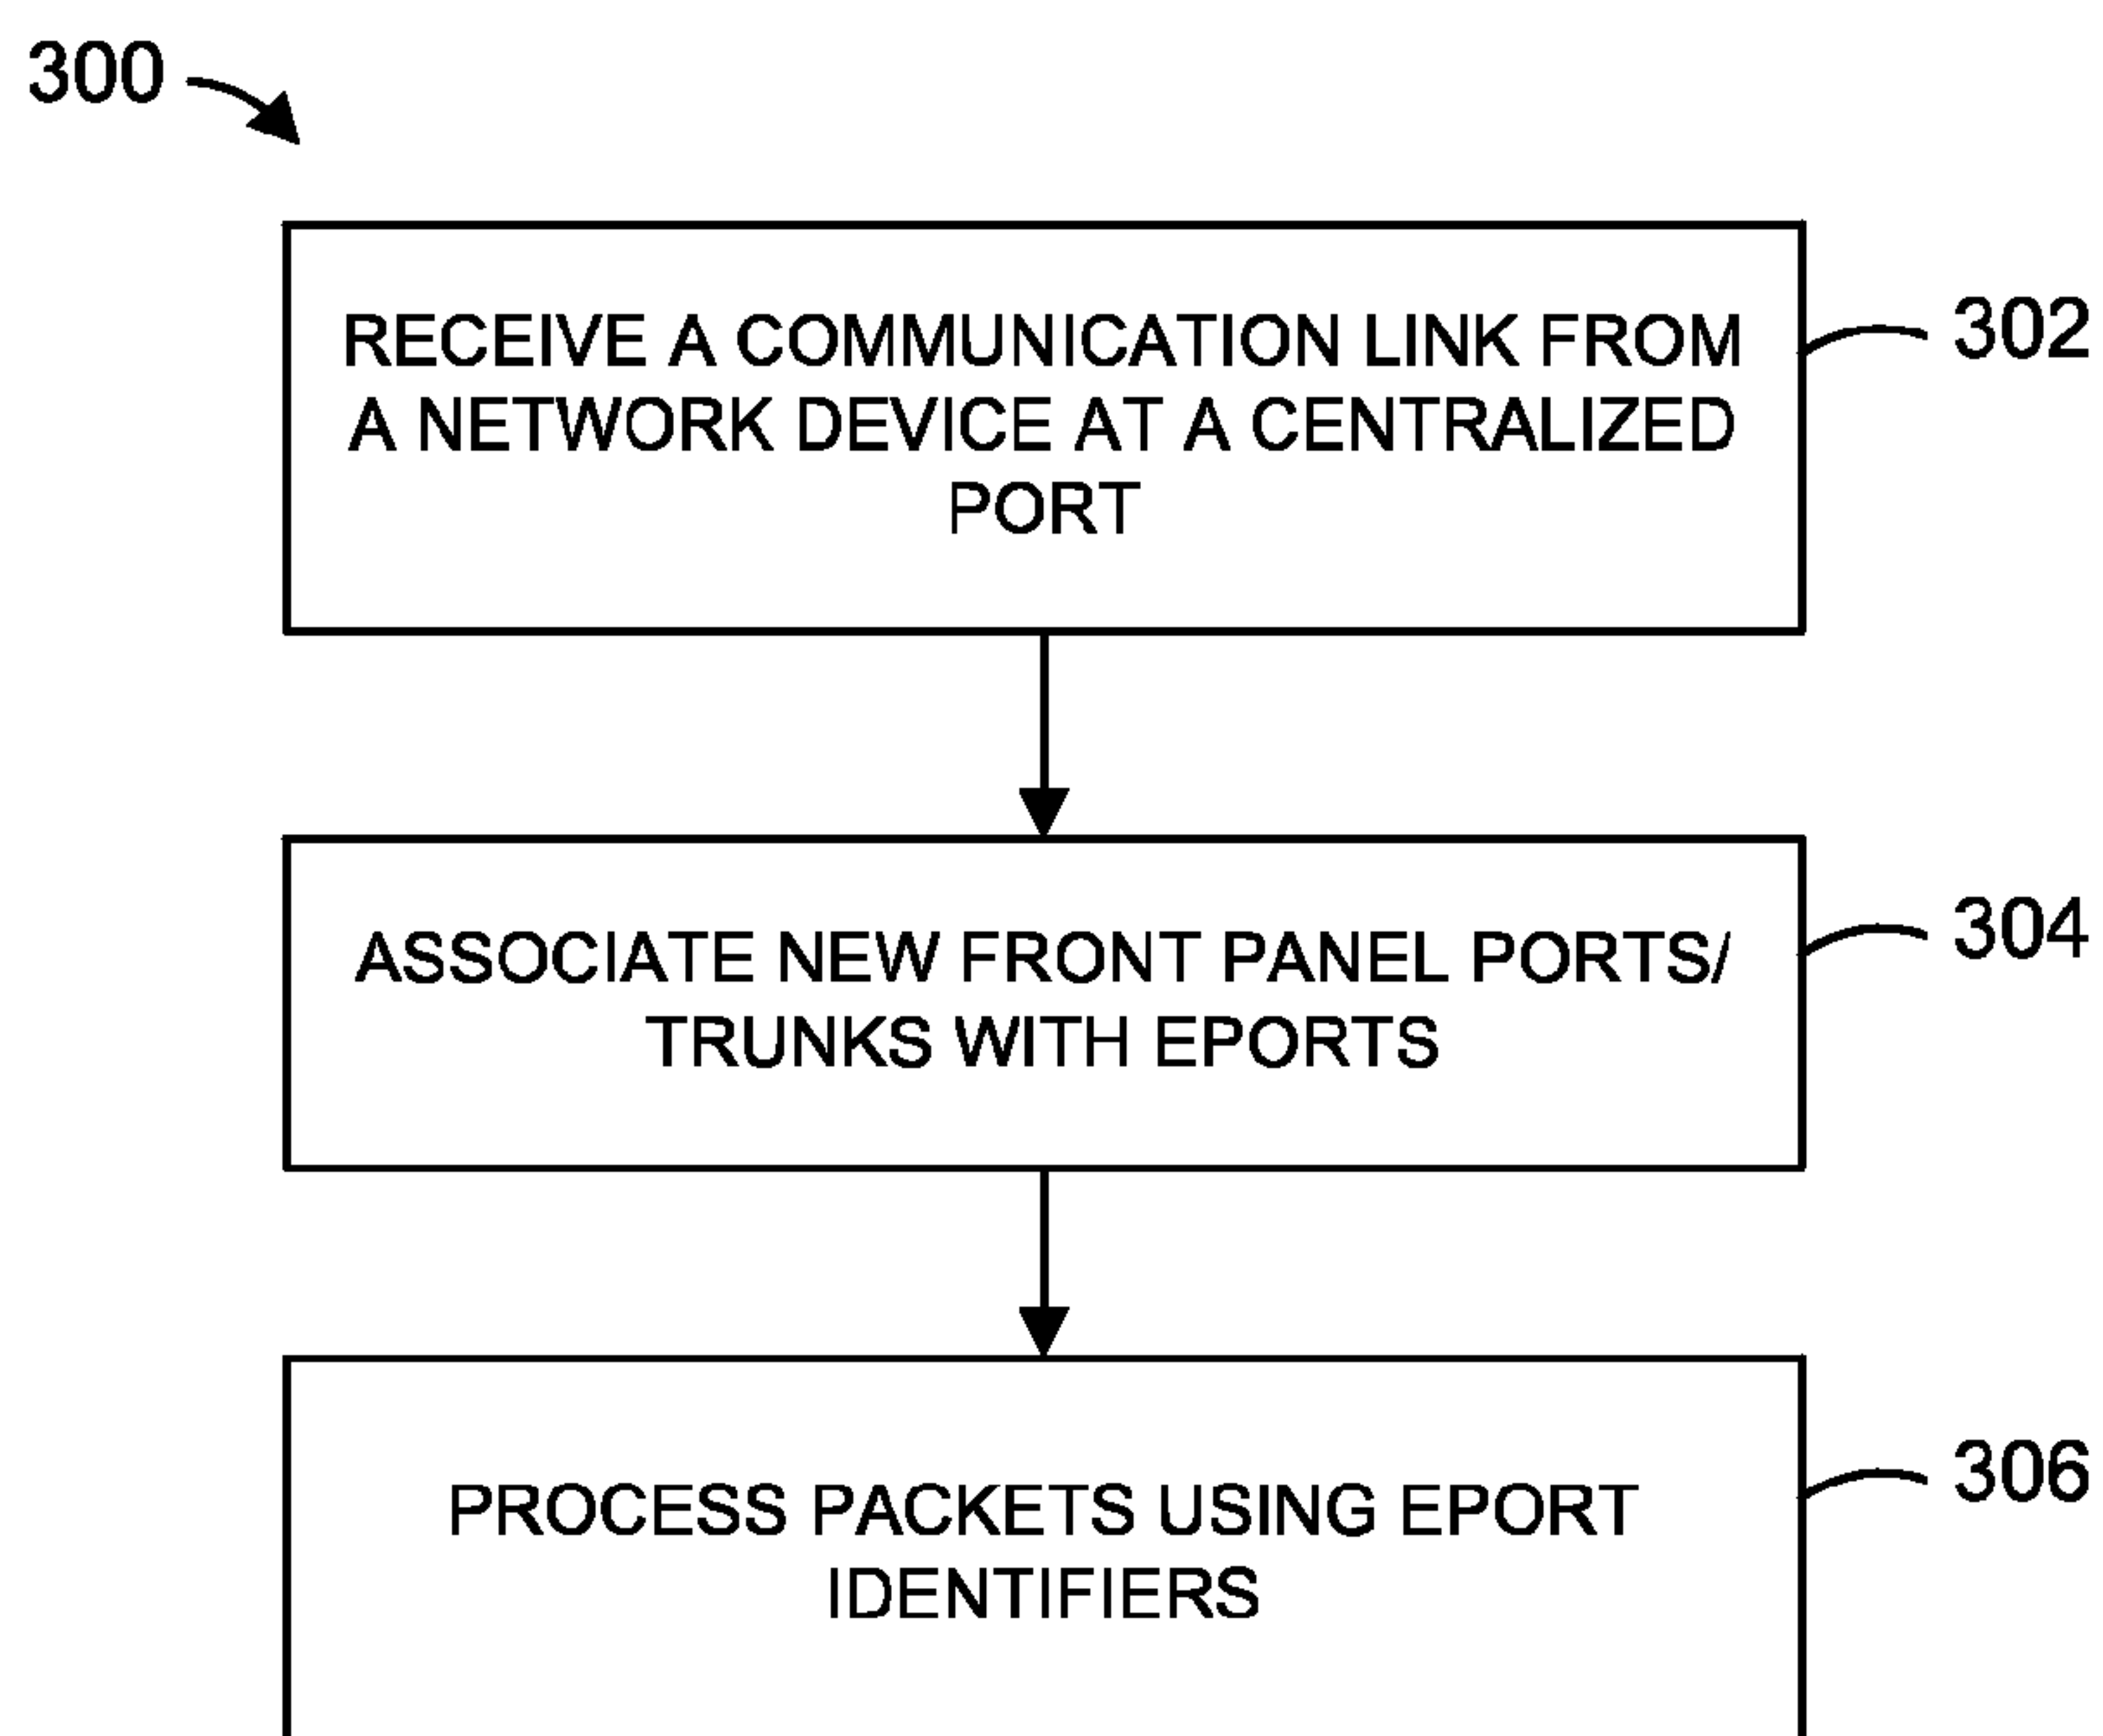 300
RECEIVE A COMMUNICATION LINK FROM
A NETWORK DEVICE AT A CENTRALIZED
PORT
302
ASSOCIATE NEW FRONT PANEL PORTS/
TRUNKS WITH EPORTS
304
PROCESS PACKETS USING EPORT
IDENTIFIERS
306